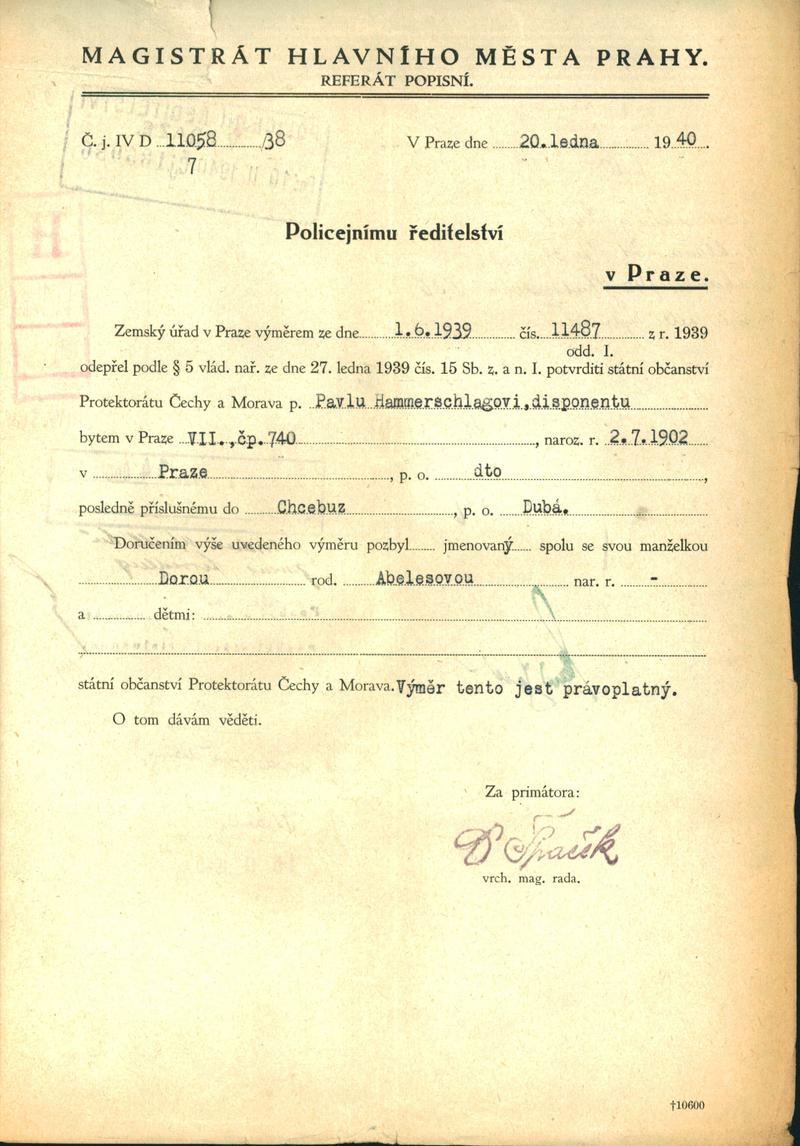 MAGISTRÁT HLAVNÍHO MĚSTA PRAHY.
REFERÁT POPISNÍ.
Č. j. IV D 11058 /38 V Praze dne 20. ledna 1940.
7
Policejnímu ředitelství
v Praze.
Zemský úřad v Praze výměrem ze dne 1.6.1939 čís. 11487 z r. 1939
odd. I.
odepřel podle § 5 vlád. nař. ze dne 27. ledna 1939 čís. 15 Sb. z. a n. I. potvrditi státní občanství
Protektorátu Čechy a Morava p. Pavlu Hammerschlagovi,disponentu
bytem v Praze VII.,čp.740, naroz. r. 2.7.1902
v Praze, p. o. dto,
posledně příslušnému do Chcebuz, p. o. Dubá.
Doručením výše uvedeného výměru pozbyl jmenovaný spolu se svou manželkou
Dorou rod. Abelesovou nar. r. -
a dětmi:
státní občanství Protektorátu Čechy a Morava. Výměr tento jest právoplatný.
O tom dávám věděti.
Za primátora:
vrch. mag. rada.
†10600